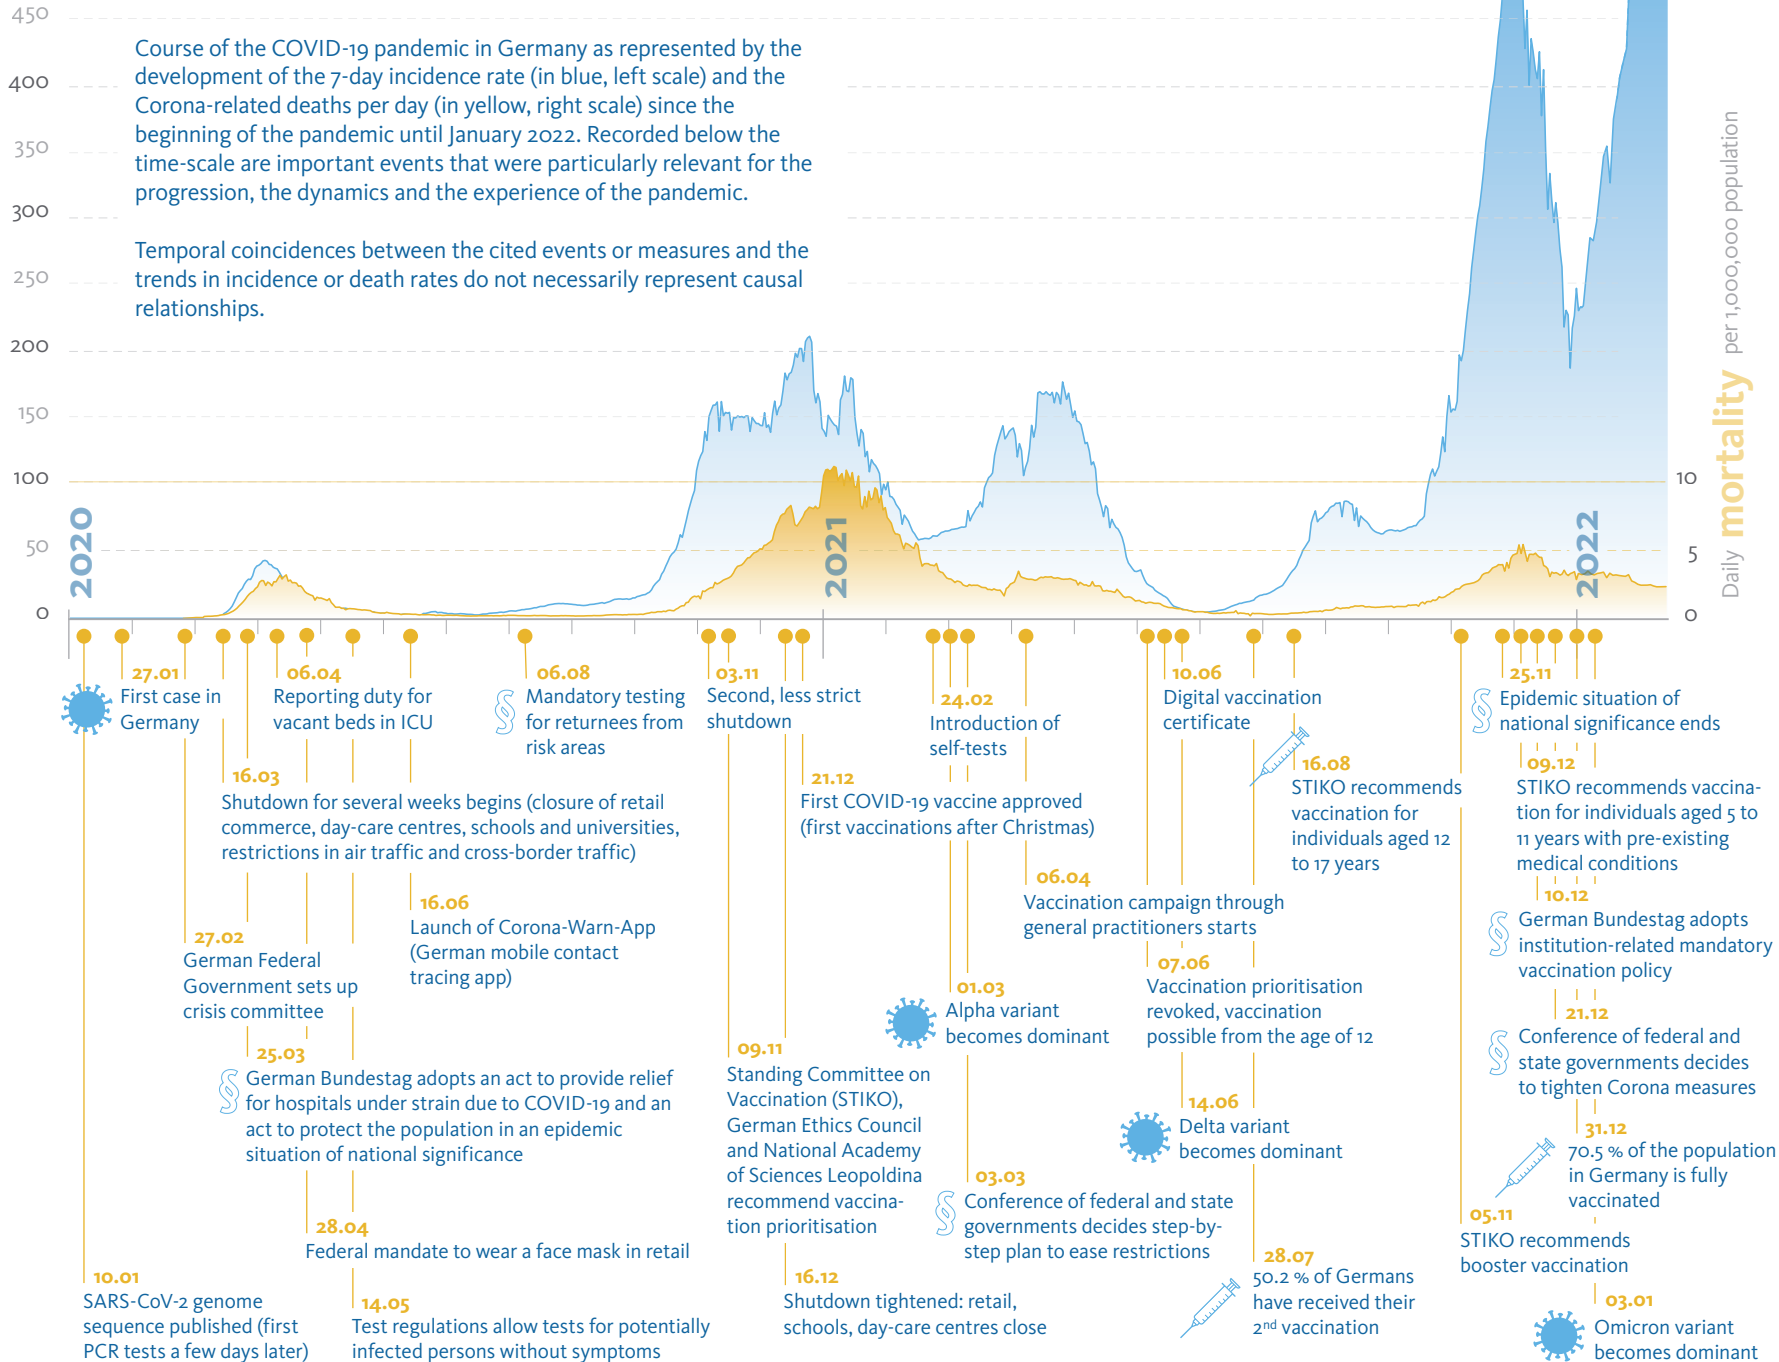 450
400
350
300
250
200
150
100
50
0
Course of the COVID-19 pandemic in Germany as represented by the
development of the 7-day incidence rate (in blue, left scale) and the
Corona-related deaths per day (in yellow, right scale) since the
beginning of the pandemic until January 2022. Recorded below the
time-scale are important events that were particularly relevant for the
progression, the dynamics and the experience of the pandemic.
Temporal coincidences between the cited events or measures and the
trends in incidence or death rates do not necessarily represent causal
relationships.
10
5
0
Daily mortality per 1,000,000 population
2020
2021
2022
27.01
First case in
Germany
06.04
Reporting duty for
vacant beds in ICU
06.08
§ Mandatory testing
for returnees from
risk areas
03.11
Second, less strict
shutdown
24.02
Introduction of
self-tests
10.06
Digital vaccination
certificate
25.11
§ Epidemic situation of
national significance ends
16.03
Shutdown for several weeks begins (closure of retail
commerce, day-care centres, schools and universities,
restrictions in air traffic and cross-border traffic)
21.12
First COVID-19 vaccine approved
(first vaccinations after Christmas)
16.08
STIKO recommends
vaccination for
individuals aged 12
to 17 years
09.12
STIKO recommends vaccina-
tion for individuals aged 5 to
11 years with pre-existing
medical conditions
16.06
Launch of Corona-Warn-App
(German mobile contact
tracing app)
06.04
Vaccination campaign through
general practitioners starts
10.12
§ German Bundestag adopts
institution-related mandatory
vaccination policy
27.02
German Federal
Government sets up
crisis committee
01.03
Alpha variant
becomes dominant
07.06
Vaccination prioritisation
revoked, vaccination
possible from the age of 12
21.12
§ Conference of federal and
state governments decides
to tighten Corona measures
25.03
§ German Bundestag adopts an act to provide relief
for hospitals under strain due to COVID-19 and an
act to protect the population in an epidemic
situation of national significance
09.11
Standing Committee on
Vaccination (STIKO),
German Ethics Council
and National Academy
of Sciences Leopoldina
recommend vaccina-
tion prioritisation
14.06
Delta variant
becomes dominant
31.12
70.5 % of the population
in Germany is fully
vaccinated
03.03
§ Conference of federal and state
governments decides step-by-
step plan to ease restrictions
28.04
Federal mandate to wear a face mask in retail
05.11
STIKO recommends
booster vaccination
10.01
SARS-CoV-2 genome
sequence published (first
PCR tests a few days later)
14.05
Test regulations allow tests for potentially
infected persons without symptoms
16.12
Shutdown tightened: retail,
schools, day-care centres close
28.07
50.2 % of Germans
have received their
2nd vaccination
03.01
Omicron variant
becomes dominant